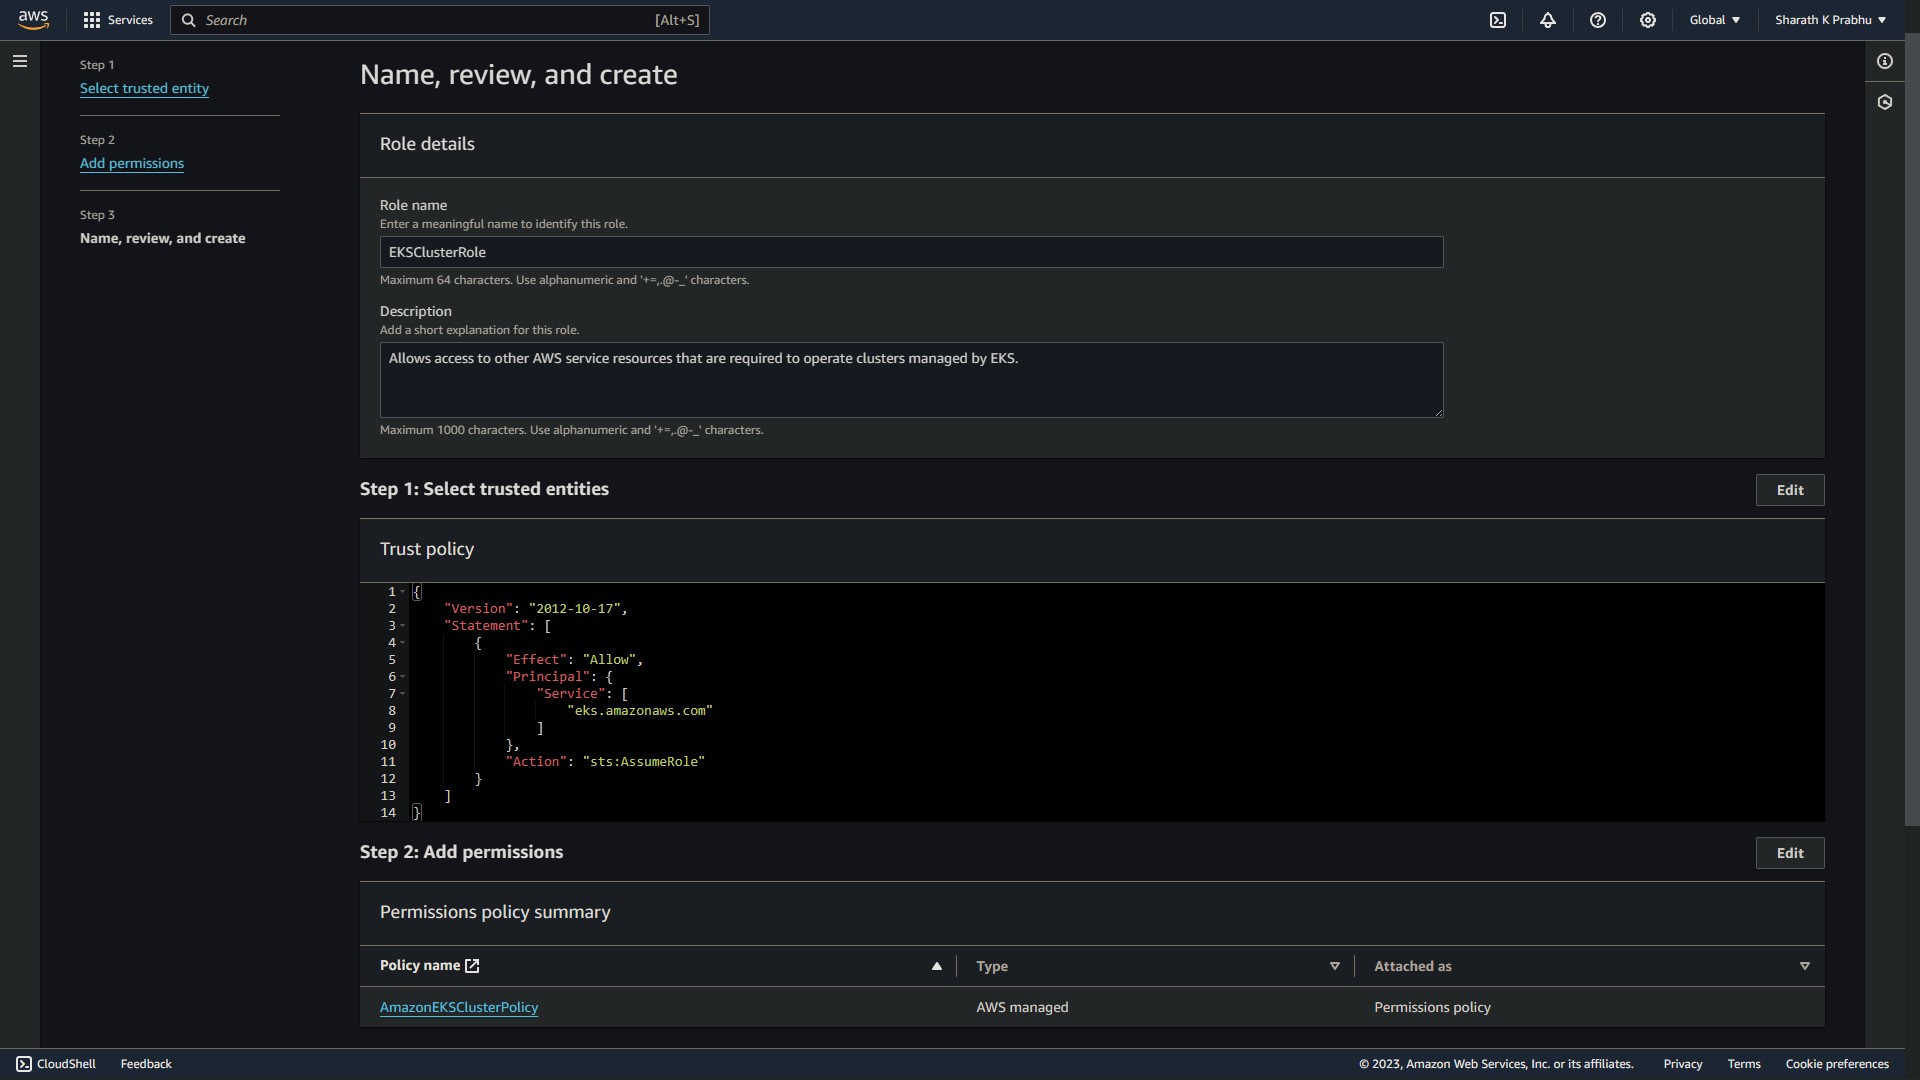 aws
Services
Search [Alt+S]
Global
Sharath K Prabhu
Step 1
Select trusted entity
Step 2
Add permissions
Step 3
Name, review, and create
Name, review, and create
Role details
Role name
Enter a meaningful name to identify this role.
EKSClusterRole
Maximum 64 characters. Use alphanumeric and '+=,.@-_' characters.
Description
Add a short explanation for this role.
Allows access to other AWS service resources that are required to operate clusters managed by EKS.
Maximum 1000 characters. Use alphanumeric and '+=,.@-_' characters.
Step 1: Select trusted entities
Edit
Trust policy
1 {
2 "Version": "2012-10-17",
3 "Statement": [
4 {
5 "Effect": "Allow",
6 "Principal": {
7 "Service": [
8 "eks.amazonaws.com"
9 ]
10 },
11 "Action": "sts:AssumeRole"
12 }
13 ]
14 }
Step 2: Add permissions
Edit
Permissions policy summary
Policy name Type Attached as
AmazonEKSClusterPolicy AWS managed Permissions policy
CloudShell Feedback © 2023, Amazon Web Services, Inc. or its affiliates. Privacy Terms Cookie preferences